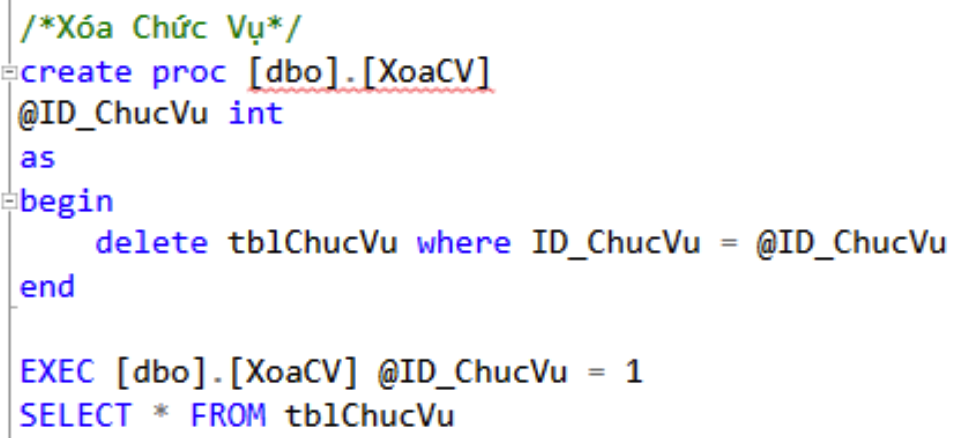 /*Xóa Chức Vụ*/
create proc [dbo].[XoaCV]
@ID_ChucVu int
as
begin
    delete tblChucVu where ID_ChucVu = @ID_ChucVu
end
EXEC [dbo].[XoaCV] @ID_ChucVu = 1
SELECT * FROM tblChucVu